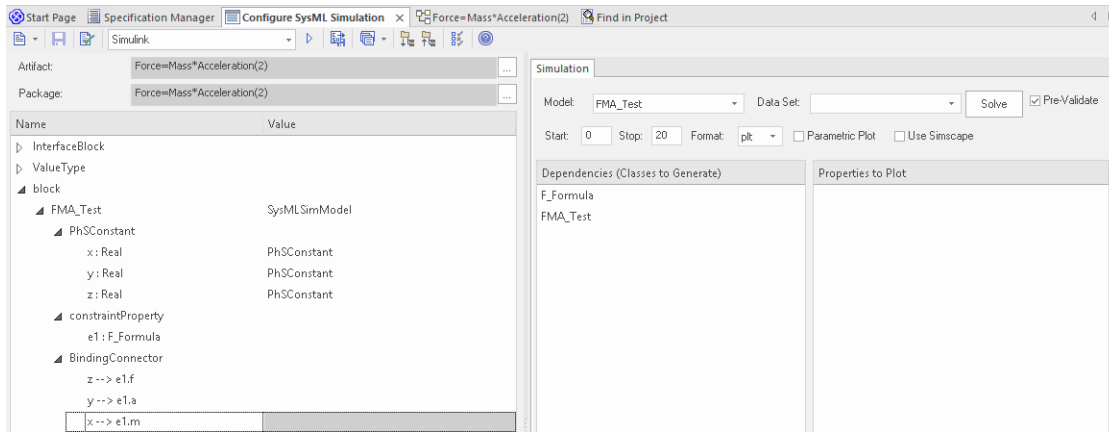 Start Page Specification Manager Configure SysML Simulation × Force=Mass*Acceleration(2) Find in Project
Simulink
Artifact: Force=Mass*Acceleration(2) ...
Package: Force=Mass*Acceleration(2) ...
Name Value
InterfaceBlock
ValueType
block
FMA_Test SysMLSimModel
PhSConstant
x : Real PhSConstant
y : Real PhSConstant
z : Real PhSConstant
constraintProperty
e1 : F_Formula
BindingConnector
z --> e1.f
y --> e1.a
x --> e1.m
Simulation
Model: FMA_Test Data Set: Solve Pre-Validate
Start: 0 Stop: 20 Format: plt Parametric Plot Use Simscape
Dependencies (Classes to Generate) Properties to Plot
F_Formula
FMA_Test